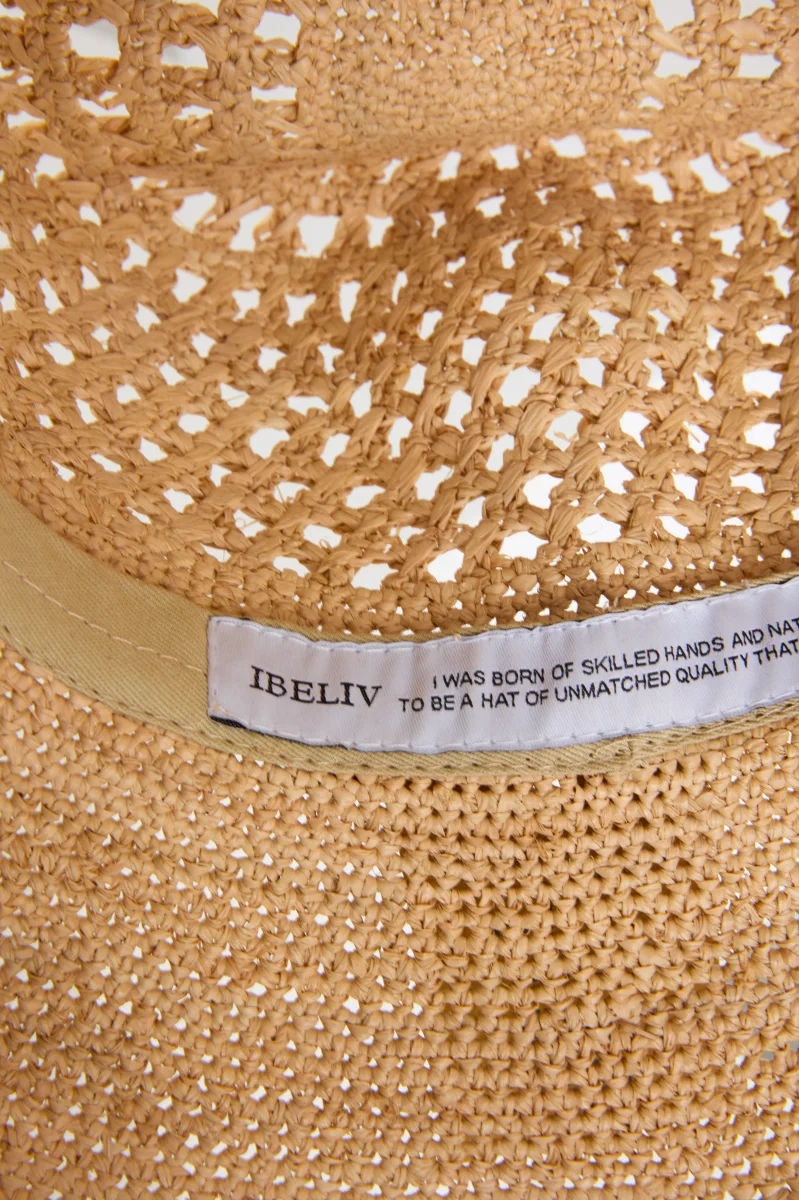 IBELIV
I WAS BORN OF SKILLED HANDS AND NAT
TO BE A HAT OF UNMATCHED QUALITY THAT